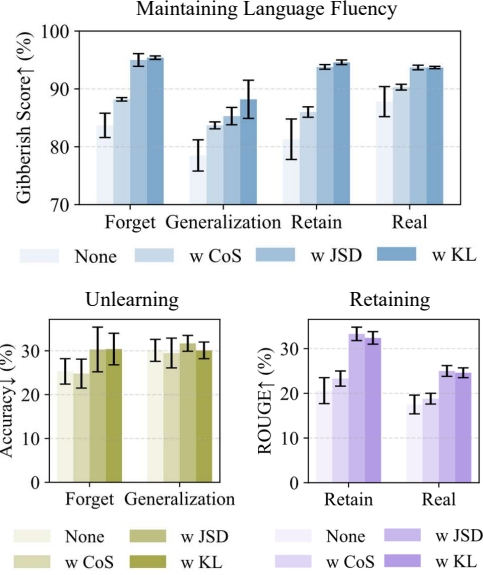 Maintaining Language Fluency
Gibberish Score↑ (%)
100
90
80
70
Forget Generalization Retain Real
None w CoS w JSD w KL
Unlearning
Accuracy↓ (%)
30
20
10
0
Forget Generalization
None w JSD
w CoS w KL
Retaining
ROUGE↑ (%)
30
20
10
0
Retain Real
None w JSD
w CoS w KL